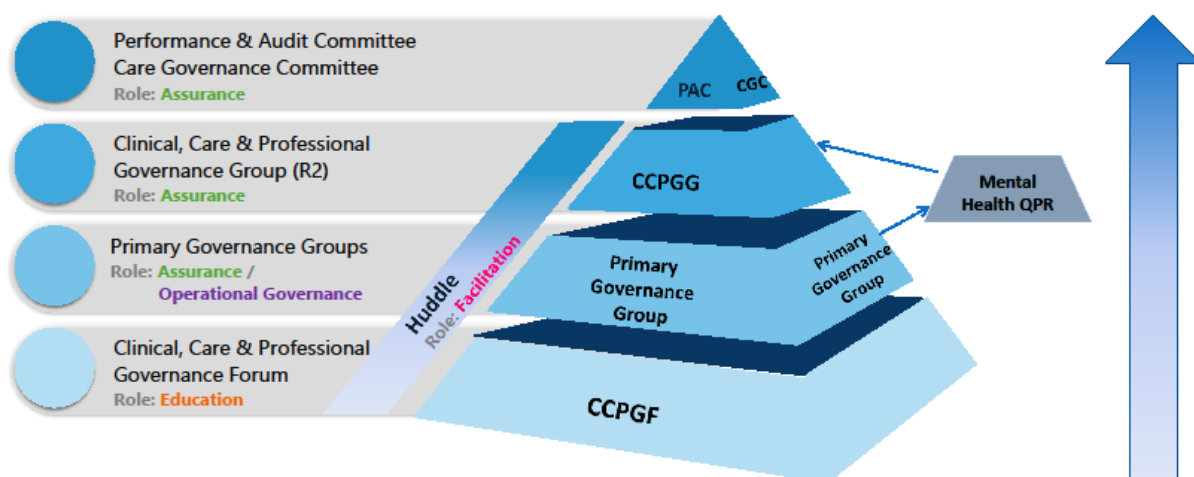 Performance & Audit Committee
Care Governance Committee
Role: Assurance
Clinical, Care & Professional
Governance Group (R2)
Role: Assurance
Primary Governance Groups
Role: Assurance /
Operational Governance
Clinical, Care & Professional
Governance Forum
Role: Education
Huddle
Role: Facilitation
PAC
CGC
CCPGG
Primary
Governance
Group
Primary
Governance
Group
CCPGF
Mental
Health QPR